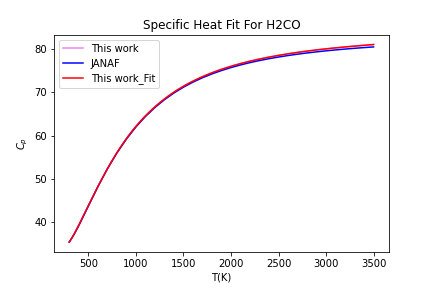 Specific Heat Fit For H2CO
This work
JANAF
This work_Fit
80
70
60
50
40
C_p
500 1000 1500 2000 2500 3000 3500
T(K)